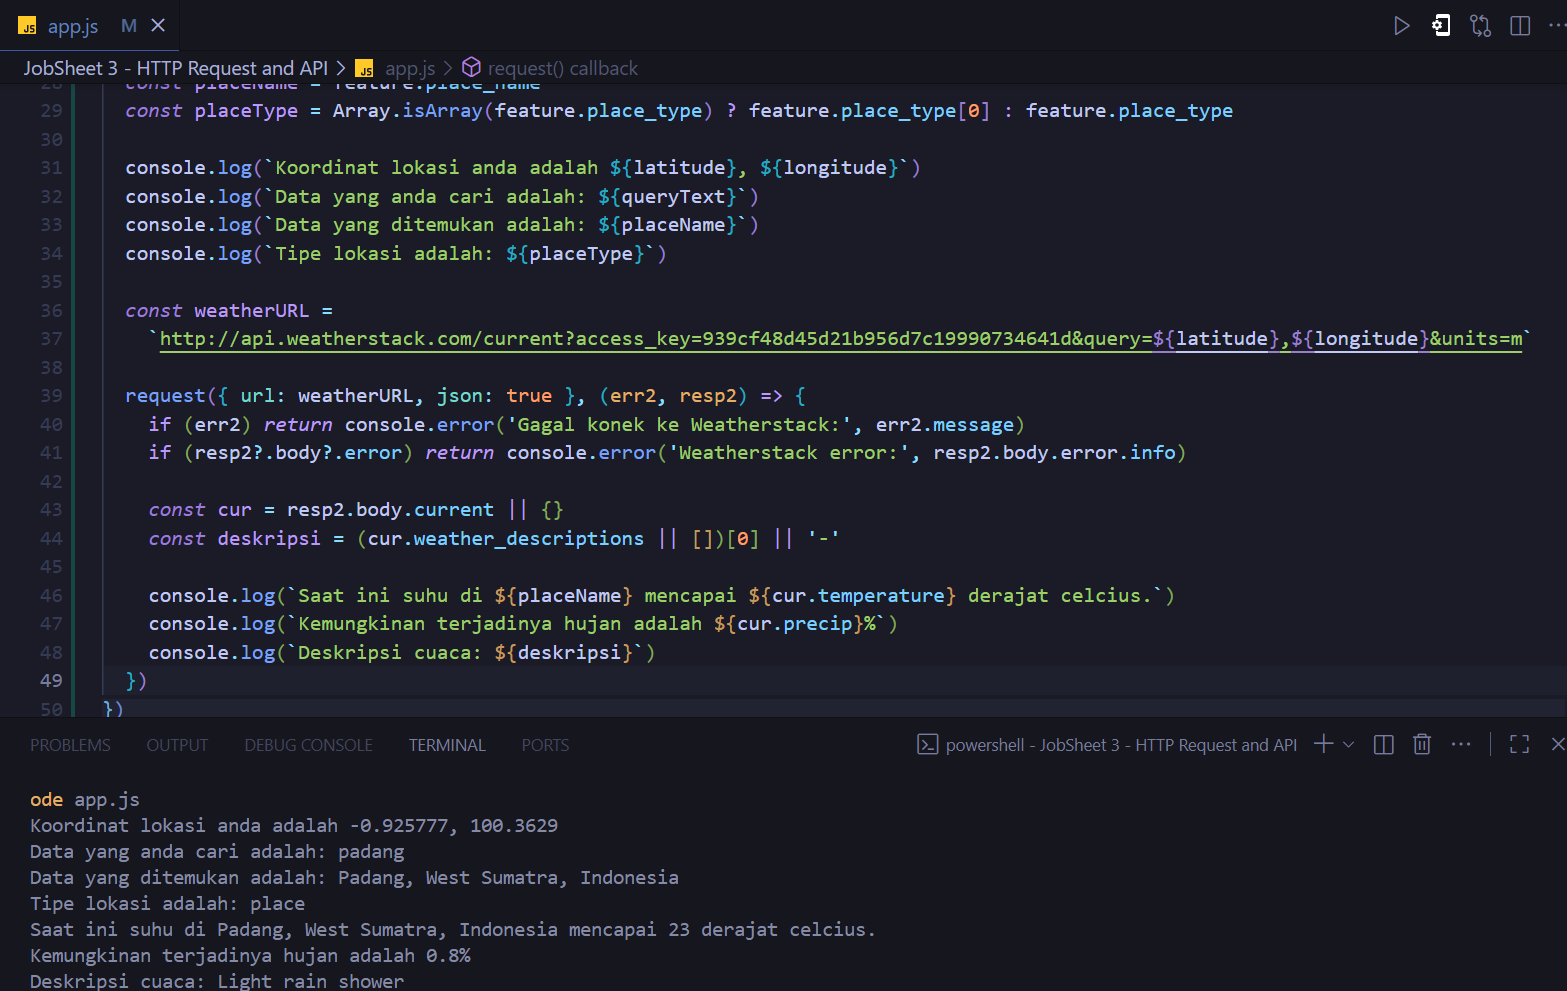 JS app.js M
JobSheet 3 - HTTP Request and API > JS app.js > request() callback
28 const placeName = feature.place_name
29 const placeType = Array.isArray(feature.place_type) ? feature.place_type[0] : feature.place_type
30
31 console.log(`Koordinat lokasi anda adalah ${latitude}, ${longitude}`)
32 console.log(`Data yang anda cari adalah: ${queryText}`)
33 console.log(`Data yang ditemukan adalah: ${placeName}`)
34 console.log(`Tipe lokasi adalah: ${placeType}`)
35
36 const weatherURL =
37 `http://api.weatherstack.com/current?access_key=939cf48d45d21b956d7c19990734641d&query=${latitude},${longitude}&units=m`
38
39 request({ url: weatherURL, json: true }, (err2, resp2) => {
40 if (err2) return console.error('Gagal konek ke Weatherstack:', err2.message)
41 if (resp2?.body?.error) return console.error('Weatherstack error:', resp2.body.error.info)
42
43 const cur = resp2.body.current || {}
44 const deskripsi = (cur.weather_descriptions || [])[0] || '-'
45
46 console.log(`Saat ini suhu di ${placeName} mencapai ${cur.temperature} derajat celcius.`)
47 console.log(`Kemungkinan terjadinya hujan adalah ${cur.precip}%`)
48 console.log(`Deskripsi cuaca: ${deskripsi}`)
49 })
50 })
PROBLEMS OUTPUT DEBUG CONSOLE TERMINAL PORTS powershell - JobSheet 3 - HTTP Request and API
ode app.js
Koordinat lokasi anda adalah -0.925777, 100.3629
Data yang anda cari adalah: padang
Data yang ditemukan adalah: Padang, West Sumatra, Indonesia
Tipe lokasi adalah: place
Saat ini suhu di Padang, West Sumatra, Indonesia mencapai 23 derajat celcius.
Kemungkinan terjadinya hujan adalah 0.8%
Deskripsi cuaca: Light rain shower